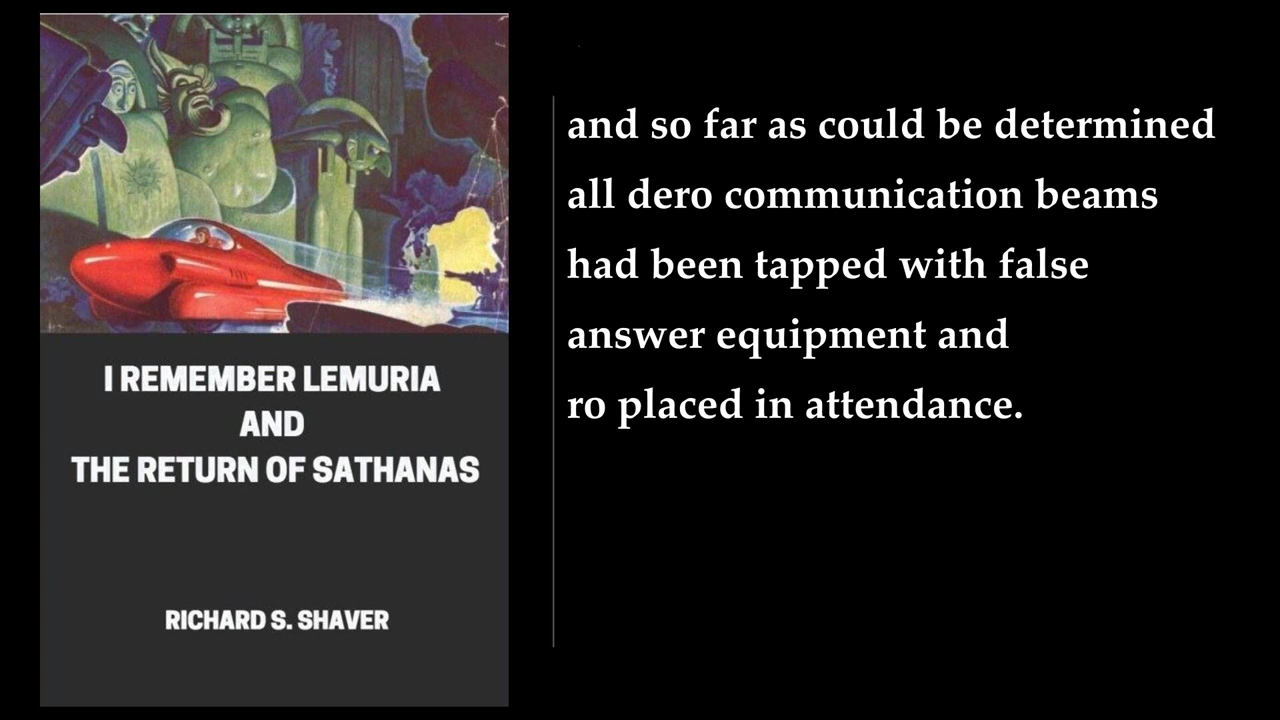 I REMEMBER LEMURIA
AND
THE RETURN OF SATHANAS
RICHARD S. SHAVER
and so far as could be determined
all dero communication beams
had been tapped with false
answer equipment and
ro placed in attendance.